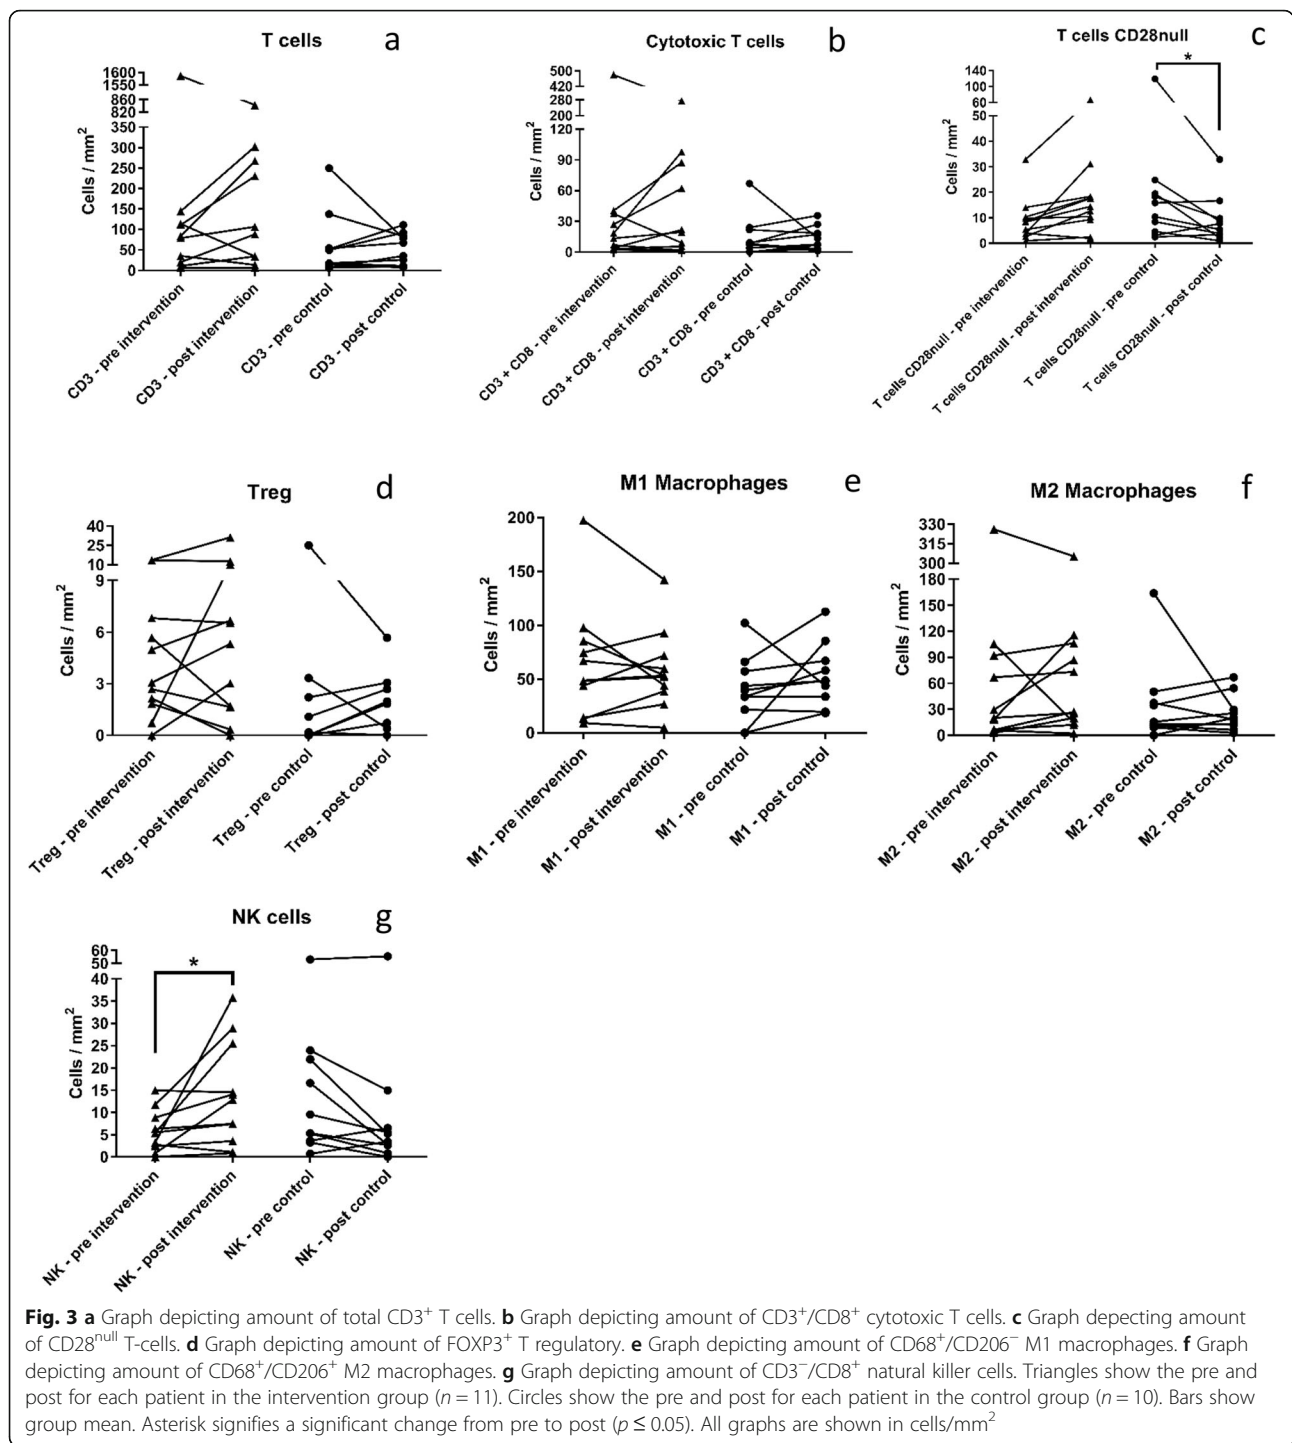 T cells
a
Cells / mm2
1600
1550
860
820
350
300
250
200
150
100
50
0
CD3 - pre intervention
CD3 - post intervention
CD3 - pre control
CD3 - post control
Cytotoxic T cells
b
Cells / mm2
500
420
280
200
120
90
60
30
0
CD3 + CD8 - pre intervention
CD3 + CD8 - post intervention
CD3 + CD8 - pre control
CD3 + CD8 - post control
T cells CD28null
c
*
Cells / mm2
140
100
60
50
40
30
20
10
0
T cells CD28null - pre intervention
T cells CD28null - post intervention
T cells CD28null - pre control
T cells CD28null - post control
Treg
d
Cells / mm2
40
25
10
9
6
3
0
Treg - pre intervention
Treg - post intervention
Treg - pre control
Treg - post control
M1 Macrophages
e
Cells / mm2
200
150
100
50
0
M1 - pre intervention
M1 - post intervention
M1 - pre control
M1 - post control
M2 Macrophages
f
Cells / mm2
330
315
300
180
150
120
90
60
30
0
M2 - pre intervention
M2 - post intervention
M2 - pre control
M2 - post control
NK cells
g
*
Cells / mm2
60
50
40
35
30
25
20
15
10
5
0
NK - pre intervention
NK - post intervention
NK - pre control
NK - post control
Fig. 3 a Graph depicting amount of total CD3+ T cells. b Graph depicting amount of CD3+/CD8+ cytotoxic T cells. c Graph depecting amount
of CD28null T-cells. d Graph depicting amount of FOXP3+ T regulatory. e Graph depicting amount of CD68+/CD206− M1 macrophages. f Graph
depicting amount of CD68+/CD206+ M2 macrophages. g Graph depicting amount of CD3−/CD8+ natural killer cells. Triangles show the pre and
post for each patient in the intervention group (n = 11). Circles show the pre and post for each patient in the control group (n = 10). Bars show
group mean. Asterisk signifies a significant change from pre to post (p ≤ 0.05). All graphs are shown in cells/mm2